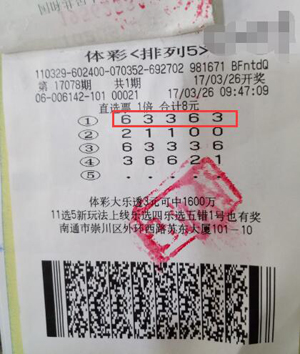 体彩<排列5>
110329-602400-070352-692702 981671 BFntdQ
第 17078期 共1期 17/03/26开奖
06-006142-101 00021 17/03/26 09:47:09
直选票 1倍 合计8元
① 6 3 3 6 3
② 2 1 1 0 0
③ 6 3 3 3 6
④ 3 6 6 2 1
⑤ .
体彩大乐透3元可中1600万
11选5新玩法上线乐选四乐选五错1号也有奖
南通市崇川区外环西路苏东大厦101-10